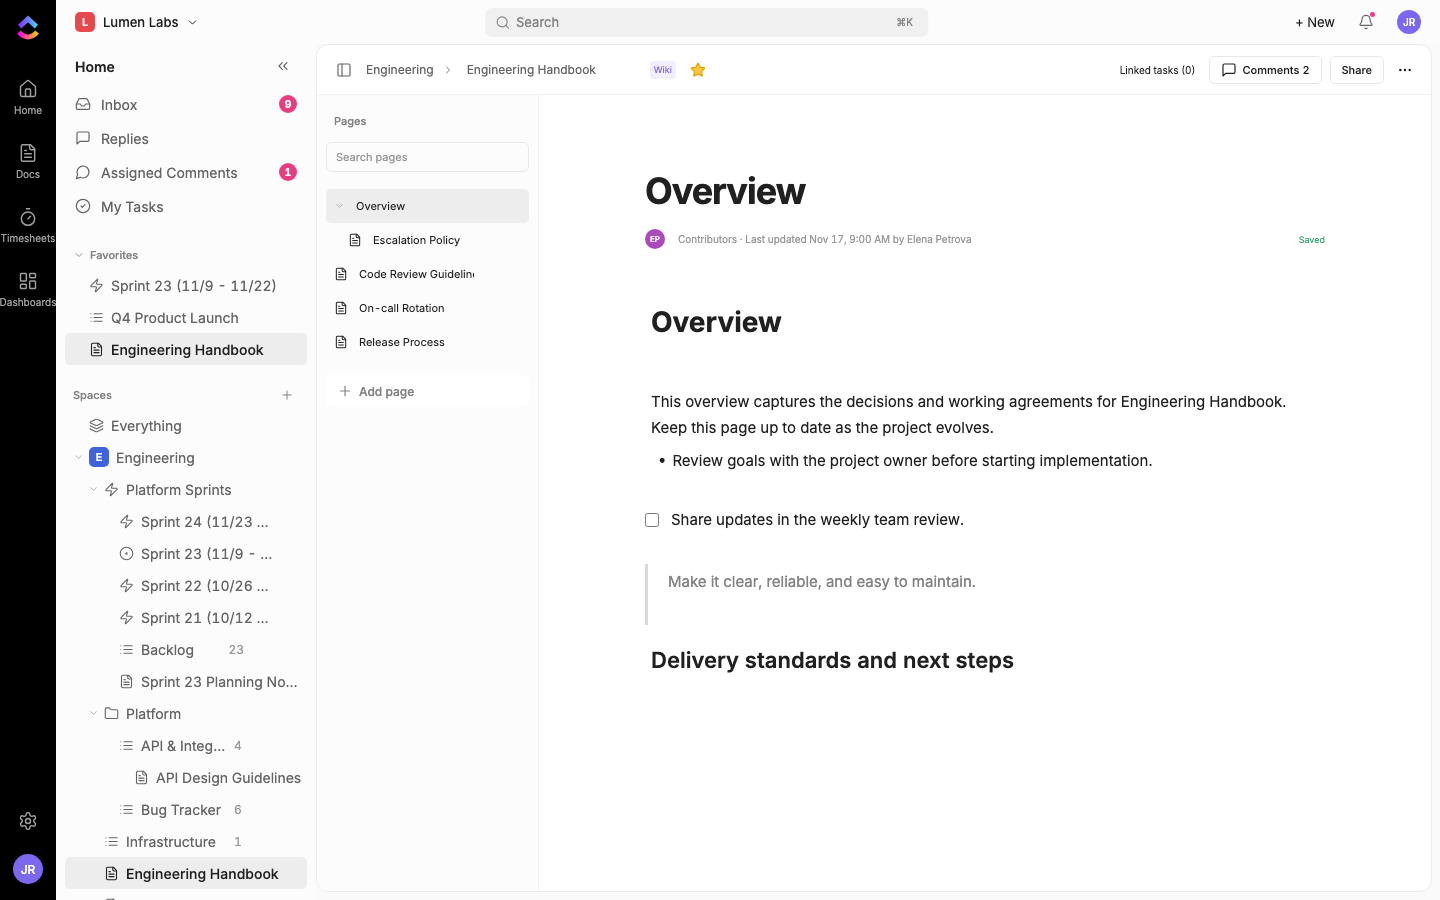 L Lumen Labs
Search ⌘K
+ New
JR
Home
Docs
Timesheets
Dashboards
JR
Home
Inbox 9
Replies
Assigned Comments 1
My Tasks
Favorites
Sprint 23 (11/9 - 11/22)
Q4 Product Launch
Engineering Handbook
Spaces
Everything
E Engineering
Platform Sprints
Sprint 24 (11/23 ...
Sprint 23 (11/9 - ...
Sprint 22 (10/26 ...
Sprint 21 (10/12 ...
Backlog 23
Sprint 23 Planning No...
Platform
API & Integ... 4
API Design Guidelines
Bug Tracker 6
Infrastructure 1
Engineering Handbook
Engineering
Engineering Handbook
Wiki
Linked tasks (0)
Comments 2
Share
Pages
Search pages
Overview
Escalation Policy
Code Review Guideline
On-call Rotation
Release Process
Add page
Overview
EP Contributors · Last updated Nov 17, 9:00 AM by Elena Petrova
Saved
Overview
This overview captures the decisions and working agreements for Engineering Handbook.
Keep this page up to date as the project evolves.
• Review goals with the project owner before starting implementation.
Share updates in the weekly team review.
Make it clear, reliable, and easy to maintain.
Delivery standards and next steps